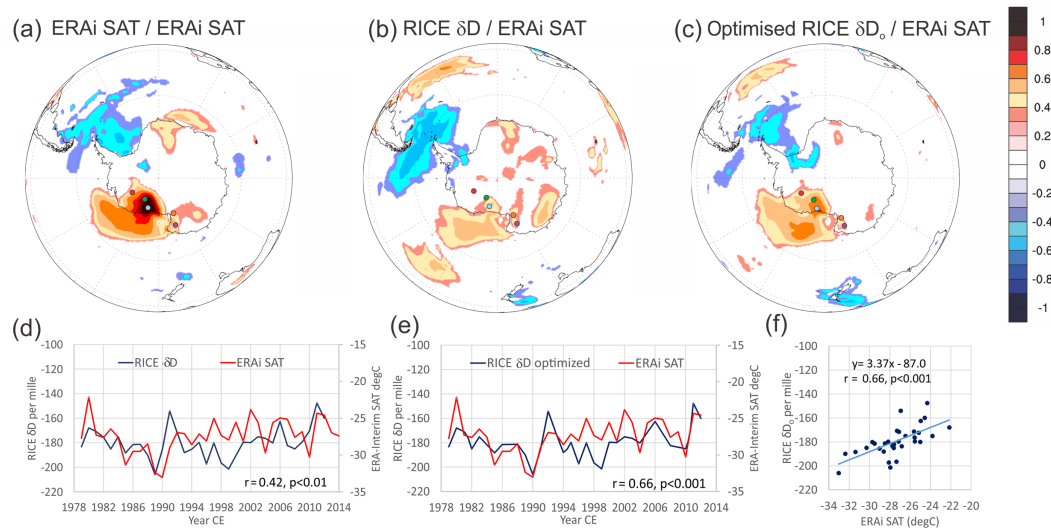 (a) ERAi SAT / ERAi SAT
(b) RICE δD / ERAi SAT
(c) Optimised RICE δDₒ / ERAi SAT
1
0.8
0.6
0.4
0.2
0
-0.2
-0.4
-0.6
-0.8
-1
(d)
RICE δD ERAi SAT
RICE δD per mille
-100
-120
-140
-160
-180
-200
-220
ERA-Interim SAT degC
-15
-20
-25
-30
-35
r = 0.42, p<0.01
1978 1982 1986 1990 1994 1998 2002 2006 2010 2014
Year CE
(e)
RICE δD optimized ERAi SAT
RICE δD per mille
-100
-120
-140
-160
-180
-200
-220
ERA-Interim SAT degC
-15
-20
-25
-30
-35
r = 0.66, p<0.001
1978 1982 1986 1990 1994 1998 2002 2006 2010 2014
Year CE
(f)
y= 3.37x - 87.0
r = 0.66, p<0.001
RICE δDₒ per mille
-100
-120
-140
-160
-180
-200
-220
-34 -32 -30 -28 -26 -24 -22 -20
ERAi SAT (degC)